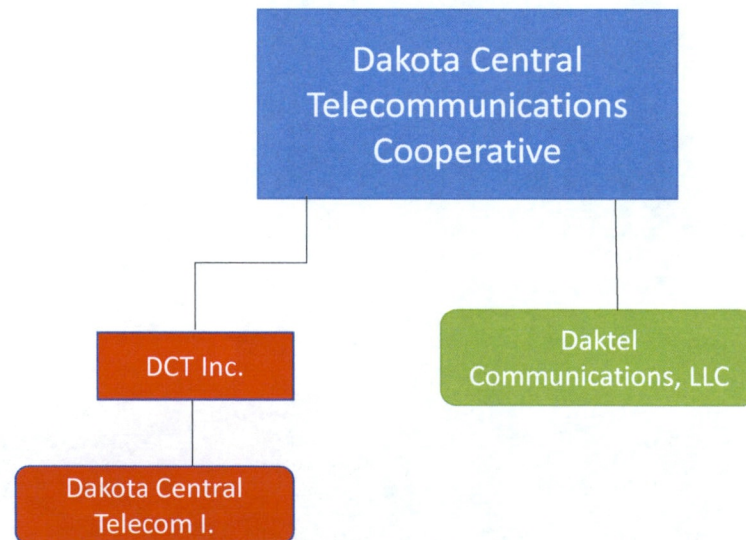 Dakota Central
Telecommunications
Cooperative
DCT Inc.
Daktel
Communications, LLC
Dakota Central
Telecom I.